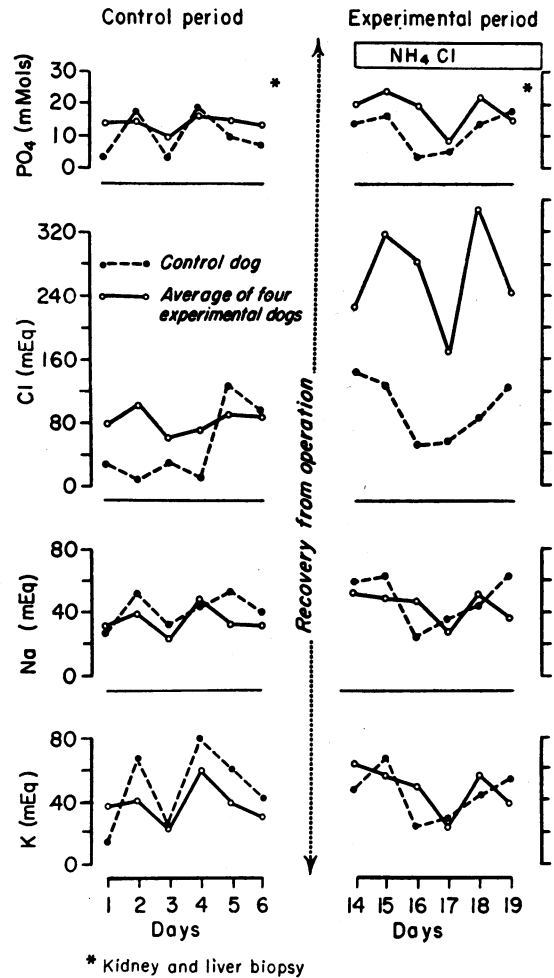 Control period
Experimental period
NH4 Cl
*
*
PO4 (mMols)
30
20
10
0
Cl (mEq)
320
240
160
80
0
Control dog
Average of four
experimental dogs
Recovery from operation
Na (mEq)
80
40
0
K (mEq)
80
40
0
1 2 3 4 5 6
Days
14 15 16 17 18 19
Days
* Kidney and liver biopsy